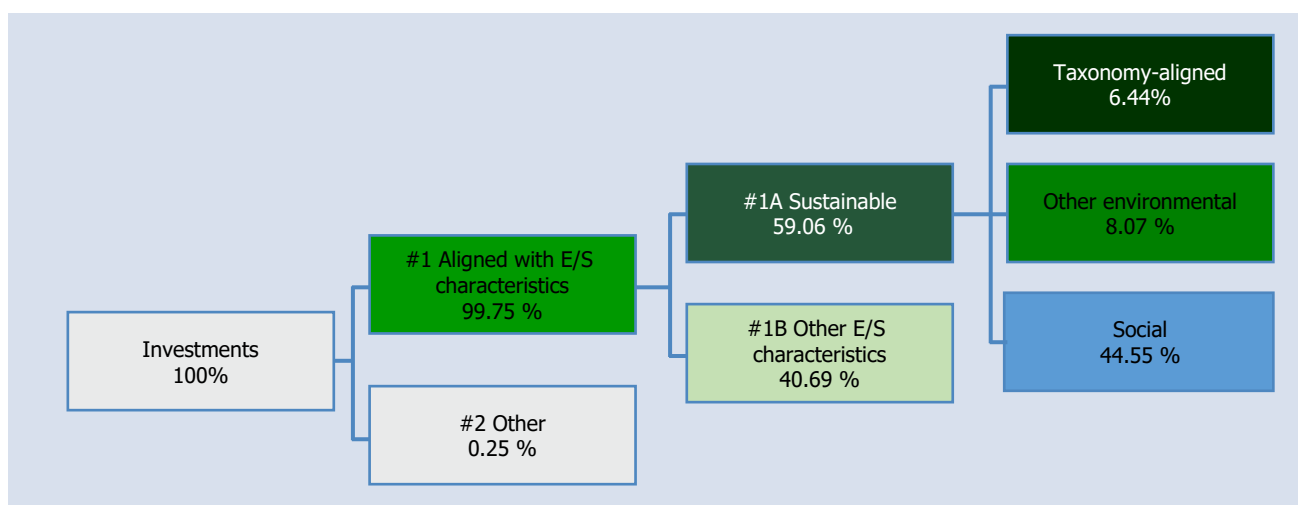 Investments
100%
#1 Aligned with E/S
characteristics
99.75 %
#2 Other
0.25 %
#1A Sustainable
59.06 %
#1B Other E/S
characteristics
40.69 %
Taxonomy-aligned
6.44%
Other environmental
8.07 %
Social
44.55 %